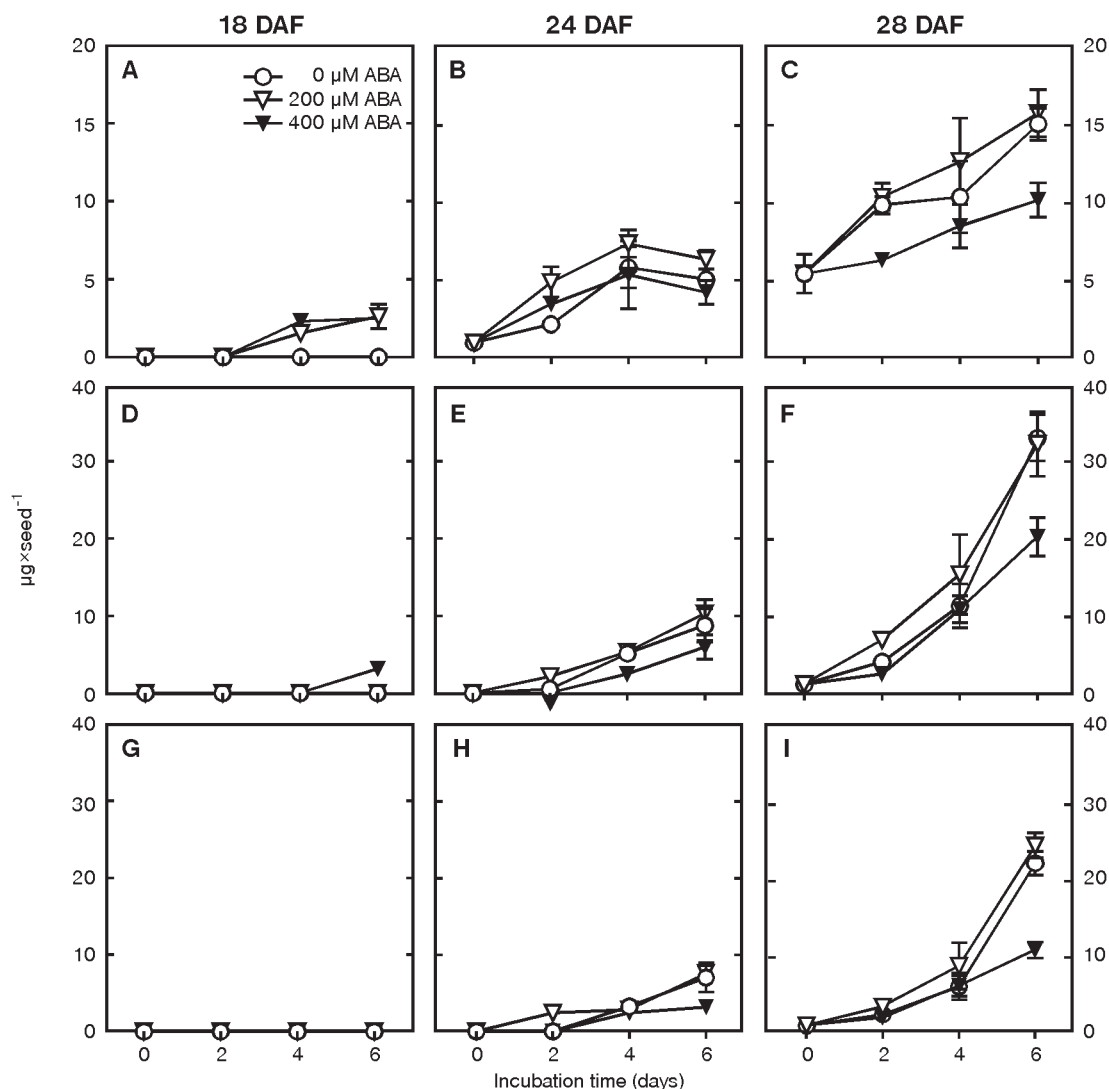 18 DAF 24 DAF 28 DAF
20 A B C 20
0 µM ABA
200 µM ABA
400 µM ABA
15 15
10 10
5 5
0 0
40 D E F 40
30 30
20 20
10 10
0 0
µg×seed⁻¹
40 G H I 40
30 30
20 20
10 10
0 0
0 2 4 6 0 2 4 6 0 2 4 6
Incubation time (days)